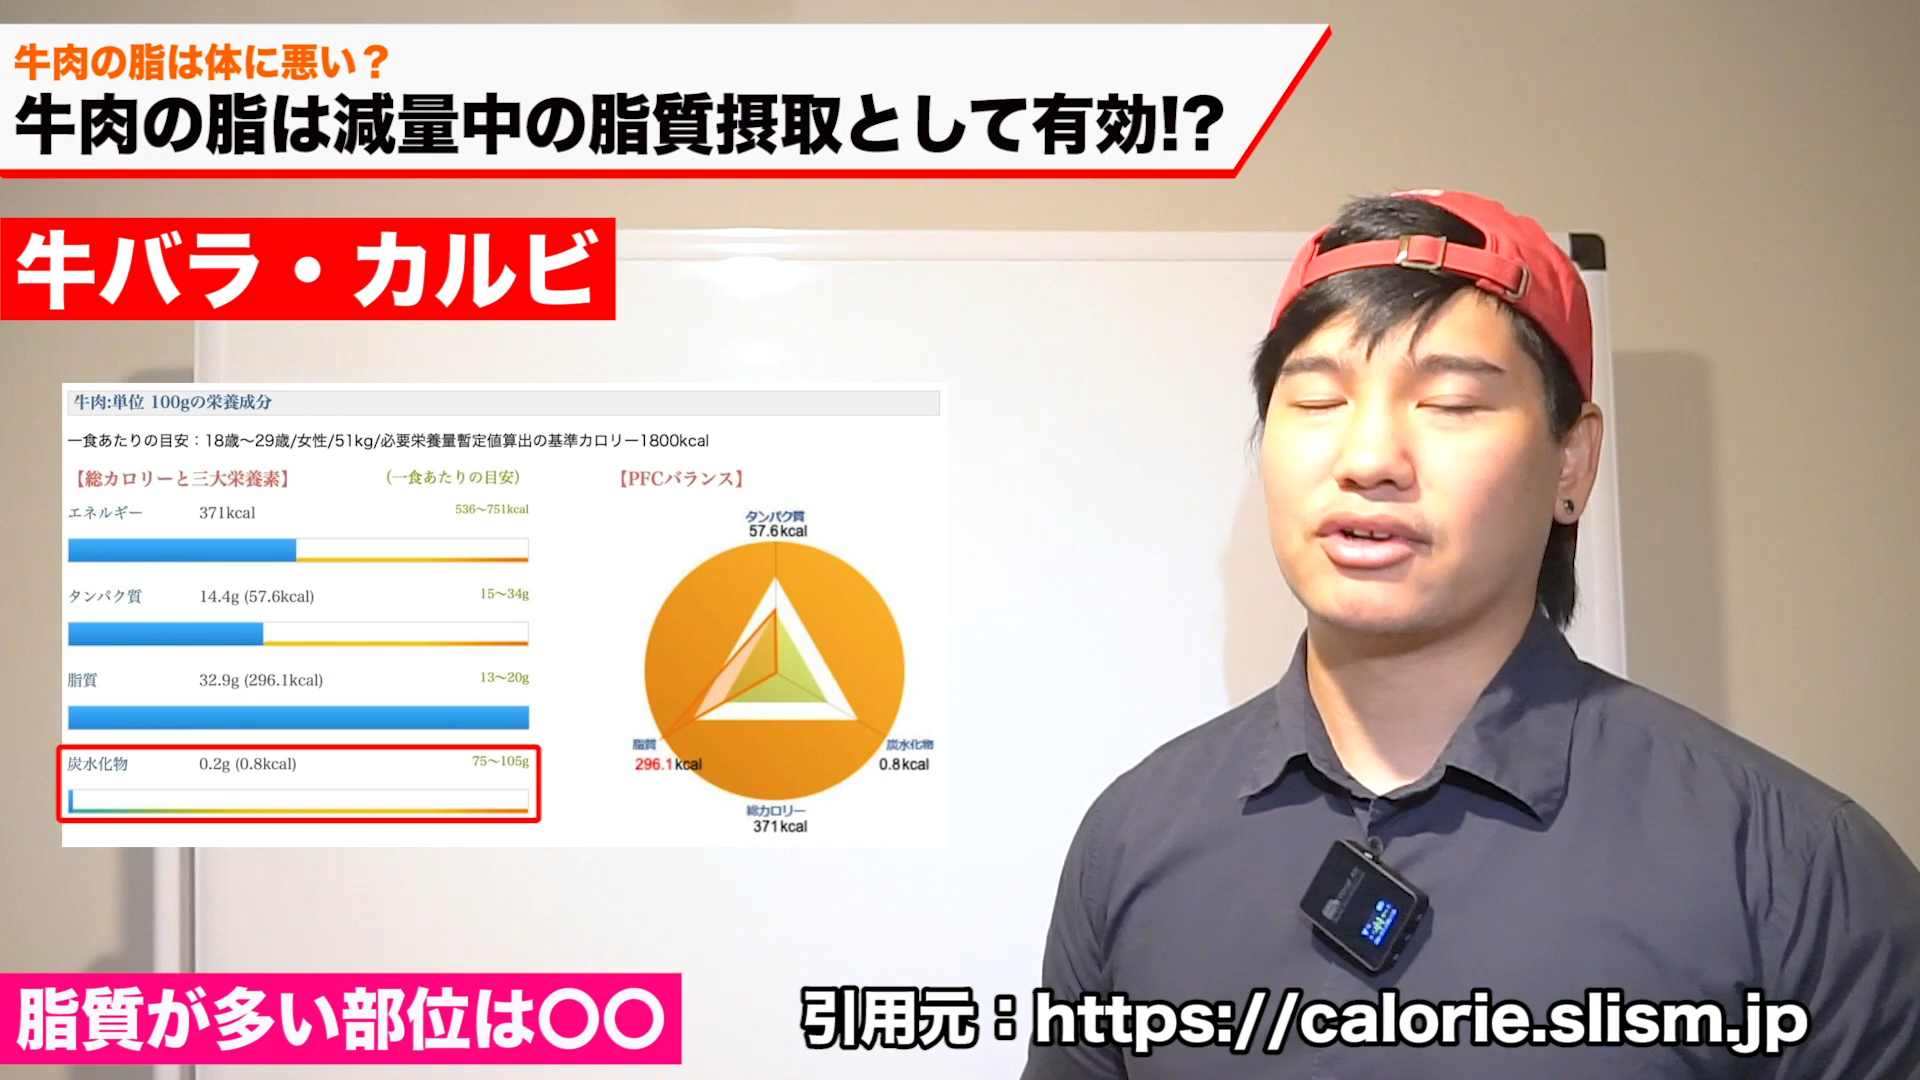 牛肉の脂は体に悪い？
牛肉の脂は減量中の脂質摂取として有効!?
牛バラ・カルビ
牛肉:単位 100gの栄養成分
一食あたりの目安：18歳〜29歳/女性/51kg/必要栄養量暫定値算出の基準カロリー1800kcal
【総カロリーと三大栄養素】 (一食あたりの目安)
エネルギー 371kcal 536〜751kcal
タンパク質 14.4g (57.6kcal) 15〜34g
脂質 32.9g (296.1kcal) 13〜20g
炭水化物 0.2g (0.8kcal) 75〜105g
【PFCバランス】
タンパク質
57.6kcal
脂質
296.1kcal
炭水化物
0.8kcal
総カロリー
371kcal
脂質が多い部位は〇〇
引用元：https://calorie.slism.jp